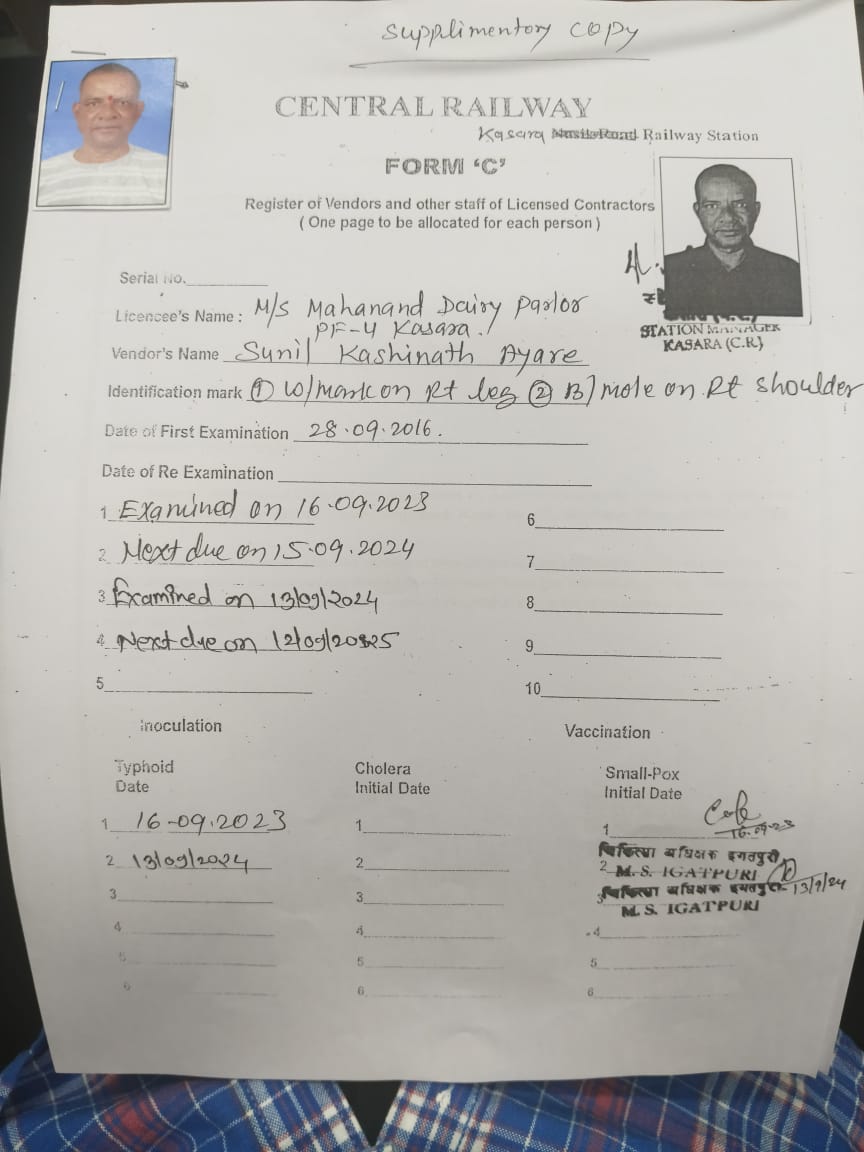 Supplimentory copy
CENTRAL RAILWAY
Kasara Nasik Road Railway Station
FORM ‘C’
Register of Vendors and other staff of Licensed Contractors
( One page to be allocated for each person )
Serial No.
STATION MANAGER
KASARA (C.R.)
Licencee's Name : M/S Mahanand Dairy Parlor
PF-4 Kasara.
Vendor's Name Sunil Kashinath Ayare
Identification mark ① W/mark on Rt leg ② B/mole on Rt shoulder
Date of First Examination 28.09.2016.
Date of Re Examination
1 Examined on 16.09.2023
2 Next due on 15.09.2024
3 Examined on 13/09/2024
4 Next due on 12/09/2025
5
6
7
8
9
10
Inoculation
Vaccination
Typhoid Date
Cholera Initial Date
Small-Pox Initial Date
1 16-09.2023 1 1
16.09.23
2 13/09/2024 2 2
चिकित्सा अधिक्षक इगतपुरी
M. S. IGATPURI
13/9/24
3 3 3
चिकित्सा अधिक्षक इगतपुरी
M. S. IGATPURI
4 4 4
5 5 5
6 6 6